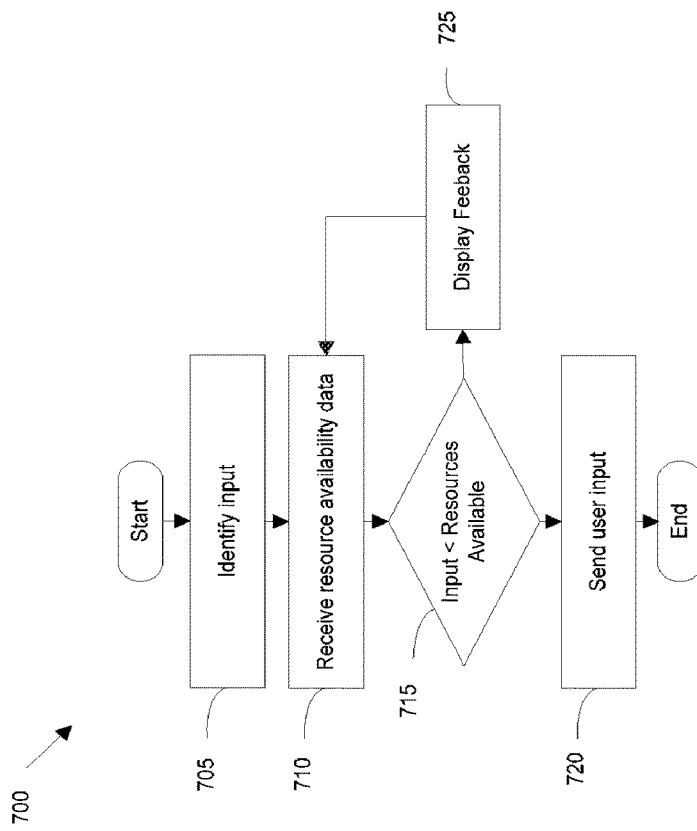 700
Start
Identify input
705
Receive resource availability data
710
Input < Resources
Available
715
Display Feeback
725
Send user input
720
End